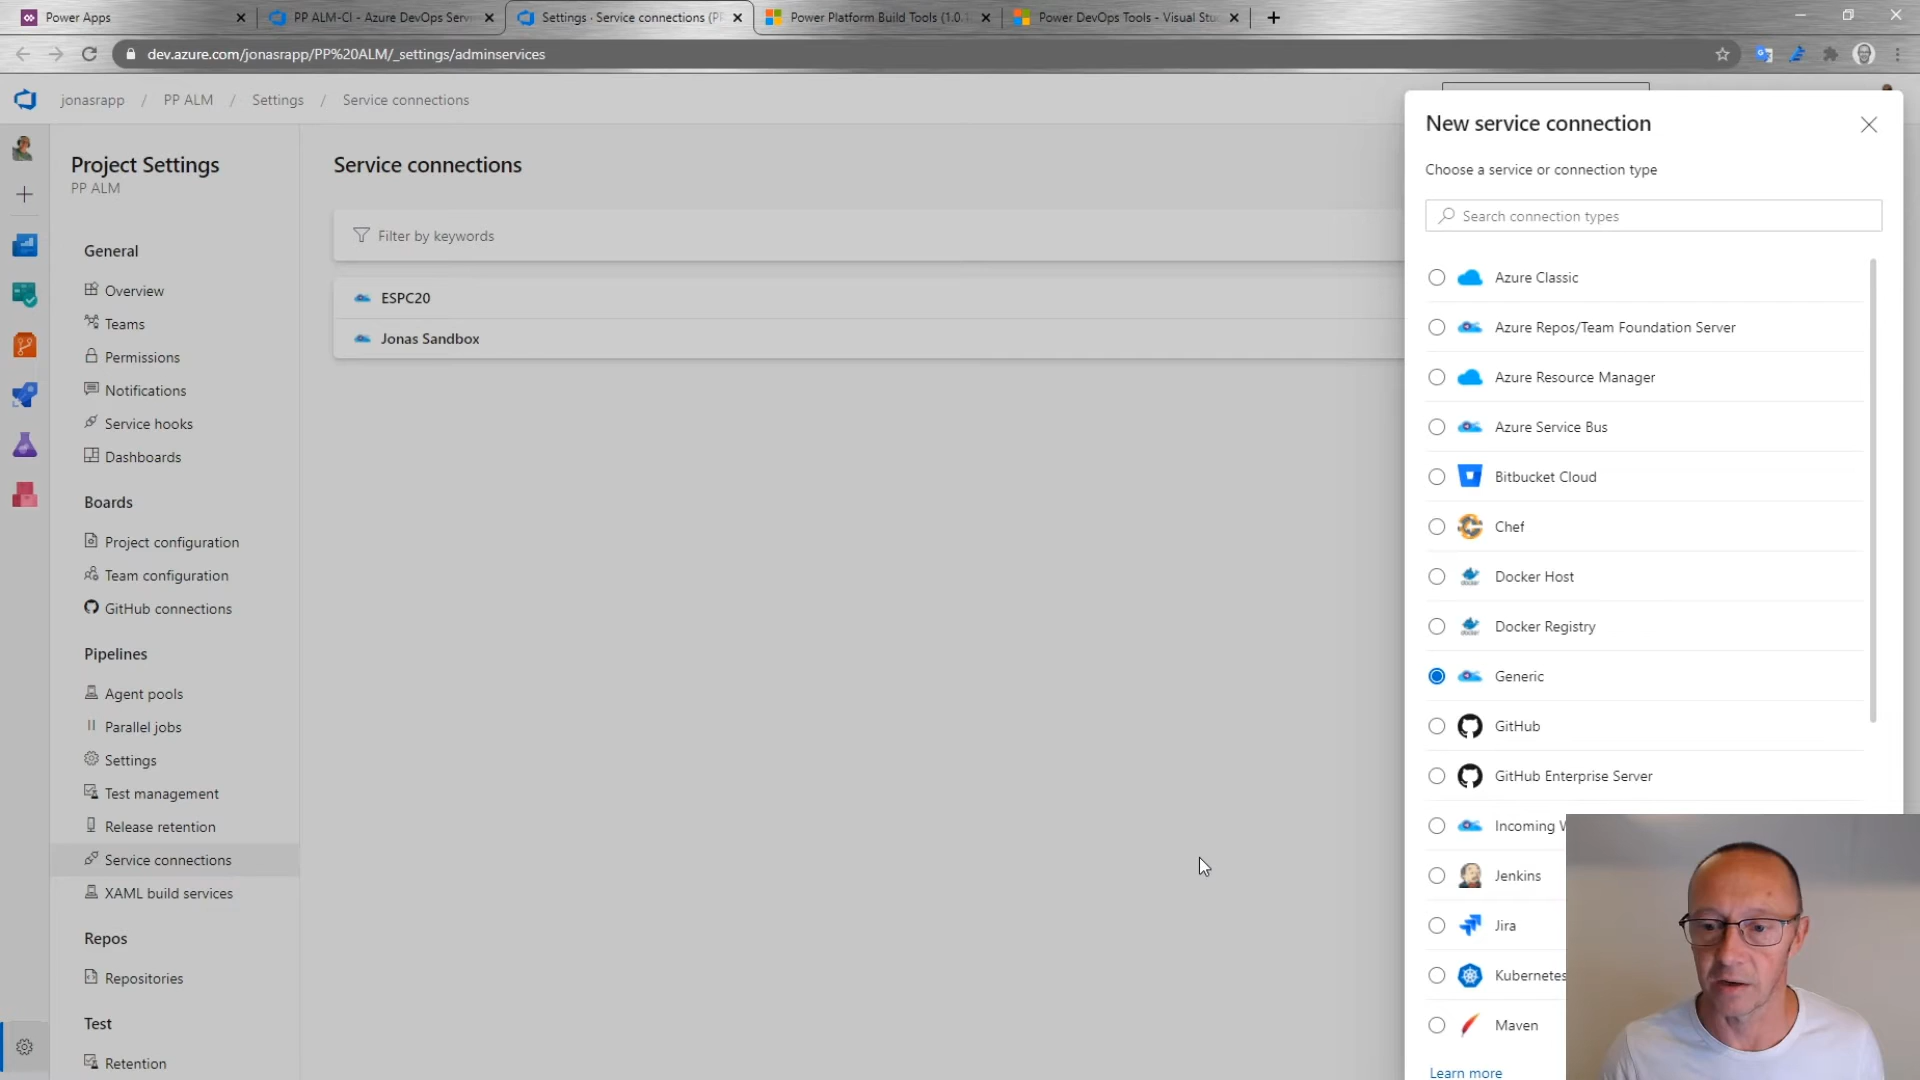 Power Apps
PP ALM-CI - Azure DevOps Serv
Settings · Service connections (PP
Power Platform Build Tools (1.0.
Power DevOps Tools - Visual Stu
dev.azure.com/jonasrapp/PP%20ALM/_settings/adminservices
jonasrapp / PP ALM / Settings / Service connections
Project Settings
PP ALM
General
Overview
Teams
Permissions
Notifications
Service hooks
Dashboards
Boards
Project configuration
Team configuration
GitHub connections
Pipelines
Agent pools
Parallel jobs
Settings
Test management
Release retention
Service connections
XAML build services
Repos
Repositories
Test
Retention
Service connections
Filter by keywords
ESPC20
Jonas Sandbox
New service connection
Choose a service or connection type
Search connection types
Azure Classic
Azure Repos/Team Foundation Server
Azure Resource Manager
Azure Service Bus
Bitbucket Cloud
Chef
Docker Host
docker
Docker Registry
docker
Generic
GitHub
GitHub Enterprise Server
Incoming W
Jenkins
Jira
Kubernetes
Maven
Learn more